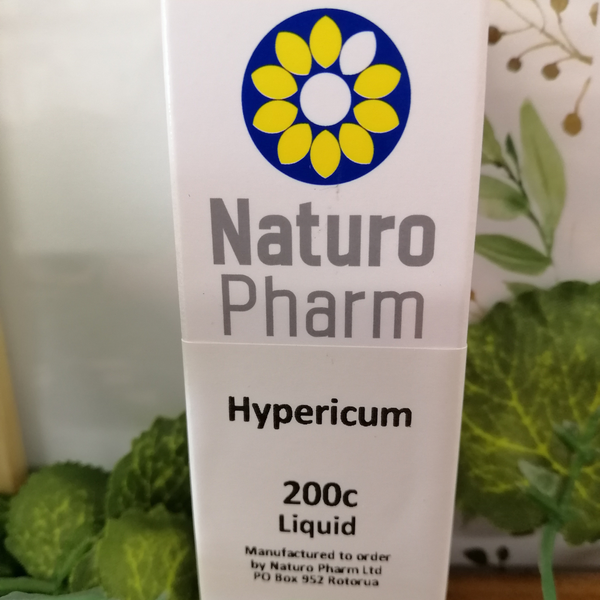 Naturo
Pharm
Hypericum
200c
Liquid
Manufactured to order
by Naturo Pharm Ltd
PO Box 952 Rotorua